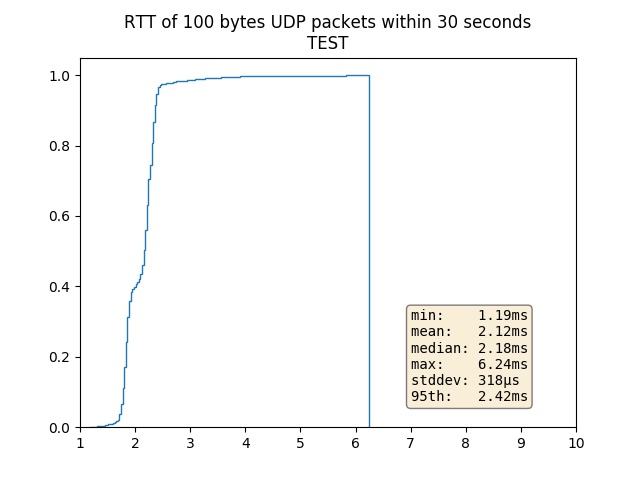 RTT of 100 bytes UDP packets within 30 seconds
TEST
1.0
0.8
0.6
0.4
0.2
0.0
min: 1.19ms
mean: 2.12ms
median: 2.18ms
max: 6.24ms
stddev: 318µs
95th: 2.42ms
1 2 3 4 5 6 7 8 9 10